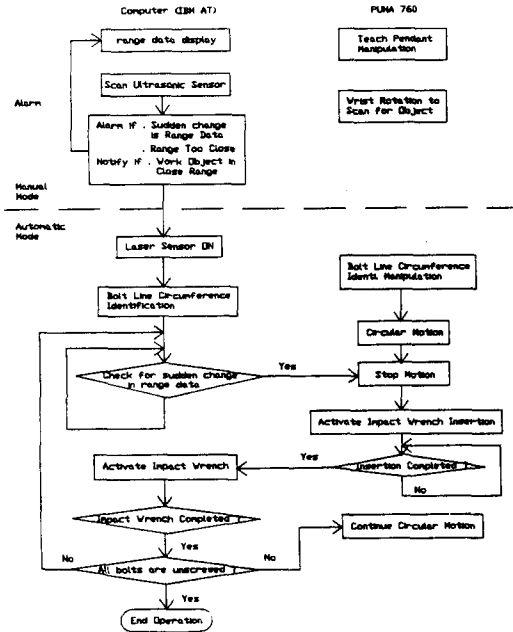 Computer (IBM AT)
PUMA 760
range data display
Teach Pendant
Manipulation
Scan Ultrasonic Sensor
Wrist Rotation to
Scan for Object
Alarm
Alarm If . Sudden change
is Range Data
. Range Too Close
Notify If . Work Object In
Close Range
Manual
Mode
Automatic
Mode
Laser Sensor ON
Bolt Line Circumference
Identi. Manipulation
Bolt Line Circumference
Identification
Circular Motion
Check for sudden change
in range data
Yes
Stop Motion
Activate Impact Wrench Insertion
Activate Impact Wrench
Yes
Insertion Completed ?
No
Impact Wrench Completed ?
Continue Circular Motion
Yes
No
All bolts are unscrewed ?
No
Yes
End Operation